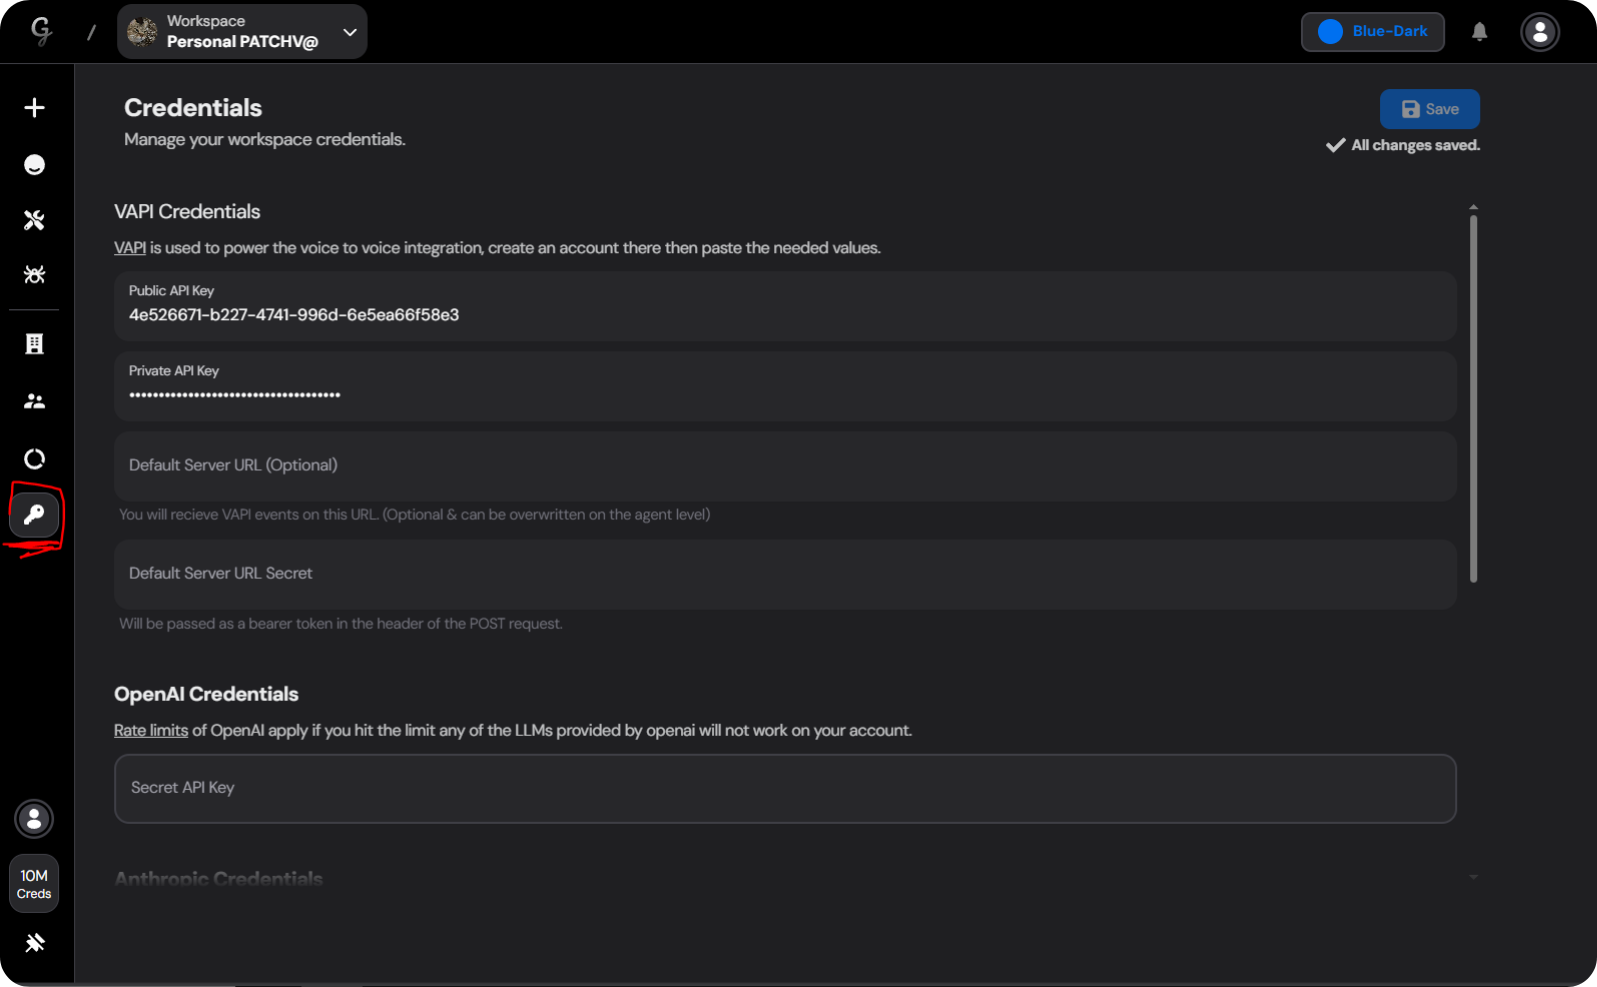 G
/
Workspace
Personal PATCHV@
Blue-Dark
Credentials
Manage your workspace credentials.
Save
All changes saved.
VAPI Credentials
VAPI is used to power the voice to voice integration, create an account there then paste the needed values.
Public API Key
4e526671-b227-4741-996d-6e5ea66f58e3
Private API Key
••••••••••••••••••••••••••••••••••••
Default Server URL (Optional)
You will recieve VAPI events on this URL. (Optional & can be overwritten on the agent level)
Default Server URL Secret
Will be passed as a bearer token in the header of the POST request.
OpenAI Credentials
Rate limits of OpenAI apply if you hit the limit any of the LLMs provided by openai will not work on your account.
Secret API Key
Anthropic Credentials
10M
Creds